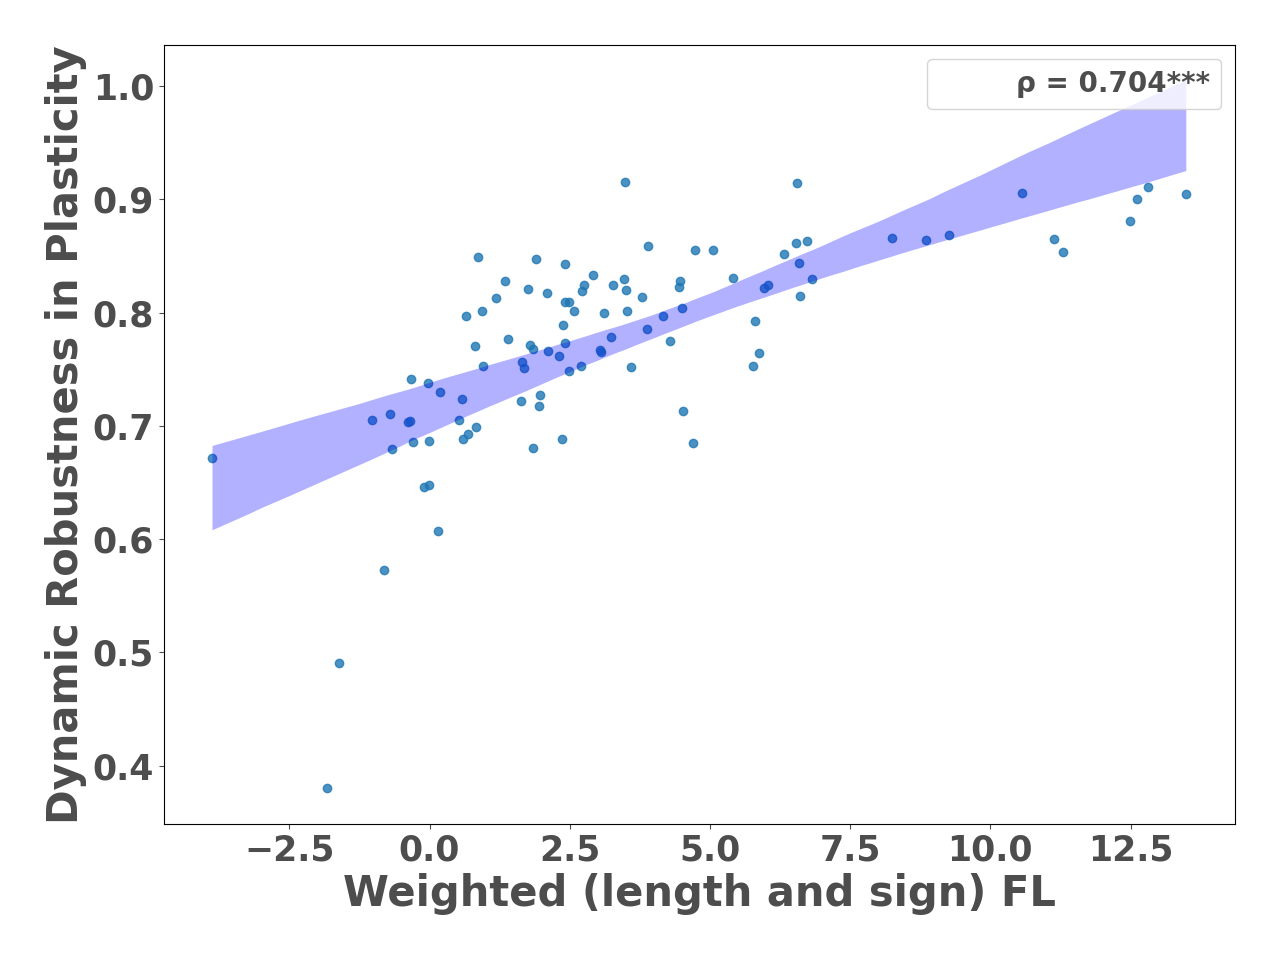 ρ = 0.704***
Dynamic Robustness in Plasticity
1.0
0.9
0.8
0.7
0.6
0.5
0.4
−2.5 0.0 2.5 5.0 7.5 10.0 12.5
Weighted (length and sign) FL